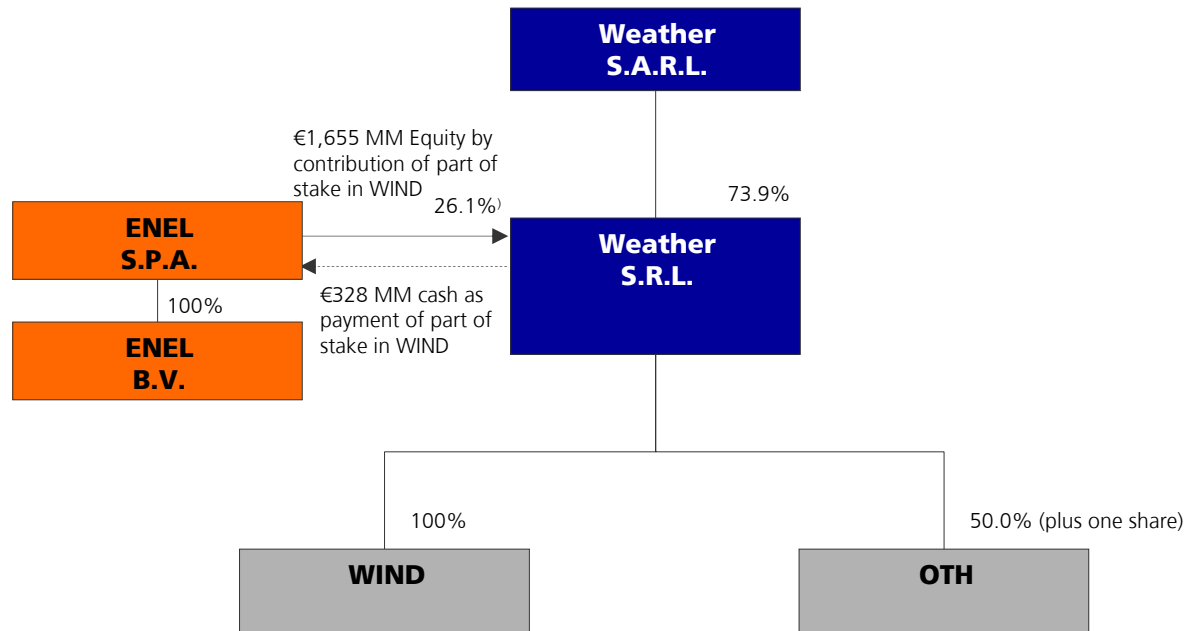 Weather
S.A.R.L.
€1,655 MM Equity by
contribution of part of
stake in WIND
26.1%⁾
73.9%
ENEL
S.P.A.
Weather
S.R.L.
€328 MM cash as
payment of part of
stake in WIND
100%
ENEL
B.V.
100%
50.0% (plus one share)
WIND
OTH